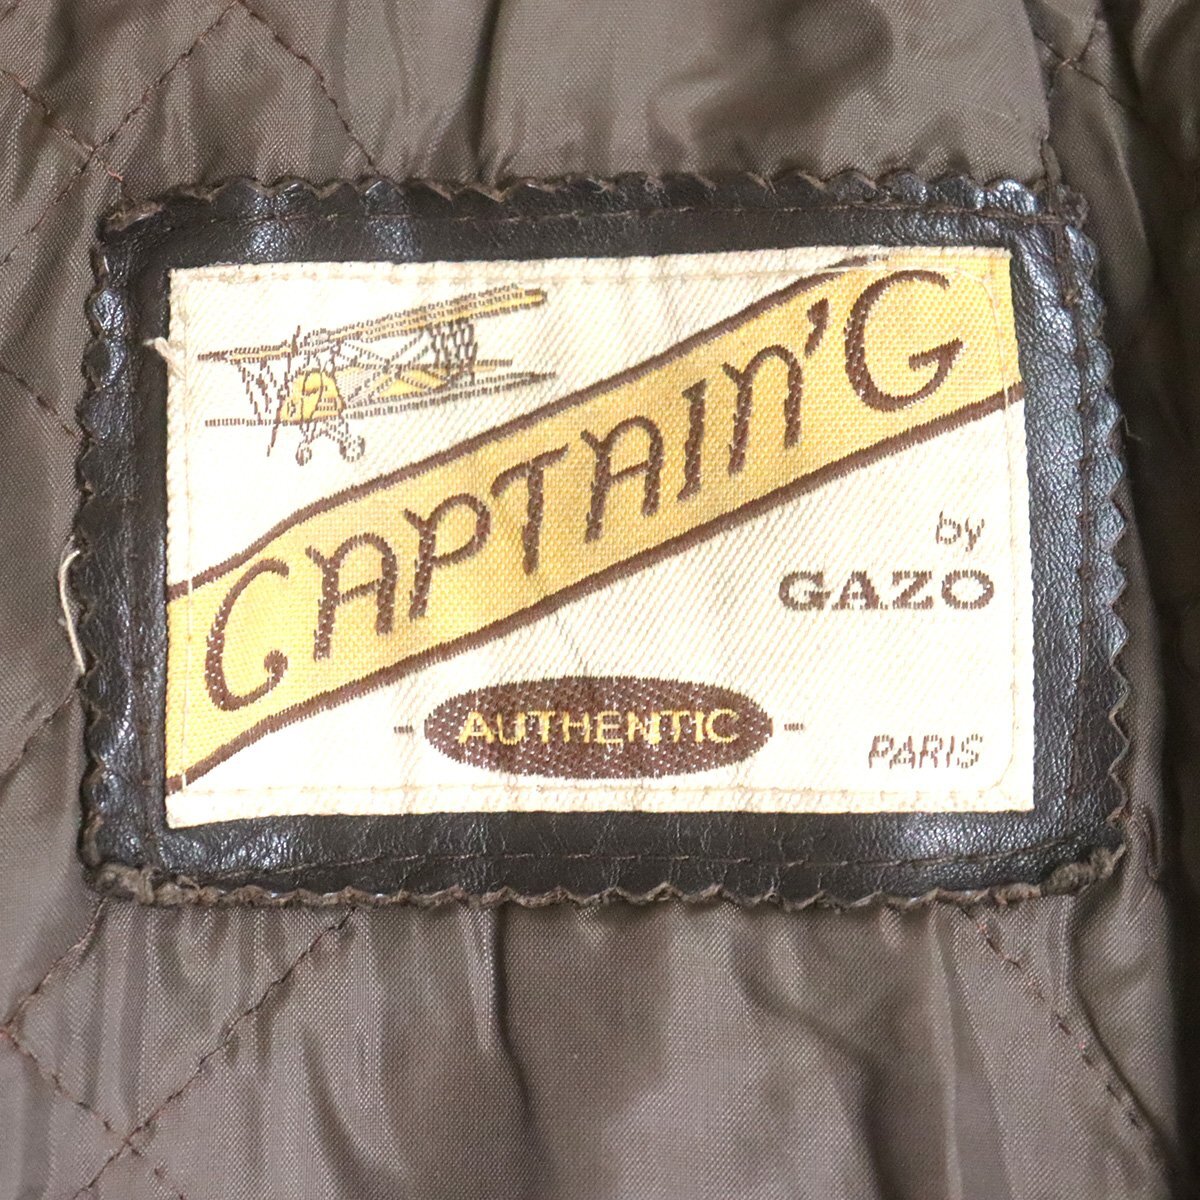 CAPTAIN'G
by
GAZO
- AUTHENTIC -
PARIS